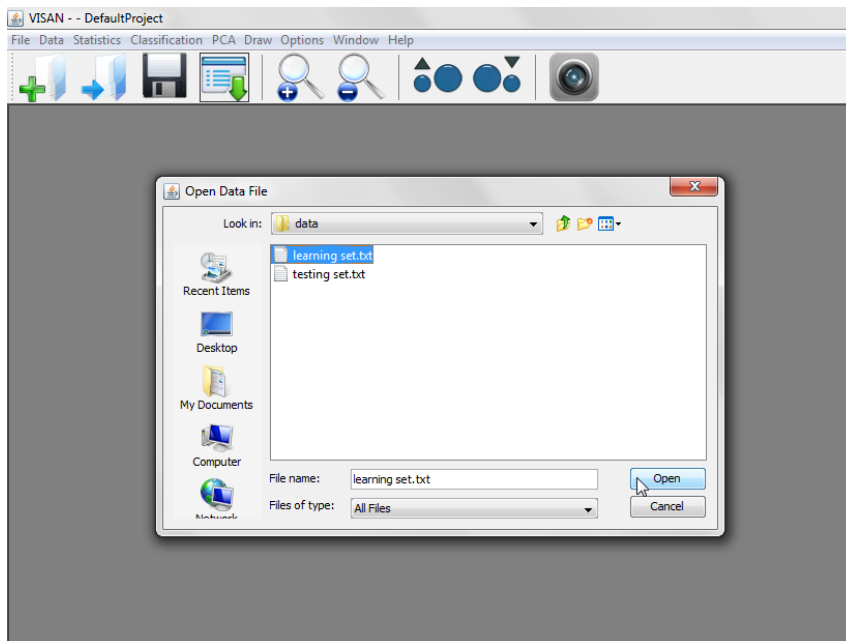 VISAN - - DefaultProject
File Data Statistics Classification PCA Draw Options Window Help
Open Data File
Look in: data
learning set.txt
testing set.txt
Recent Items
Desktop
My Documents
Computer
Network
File name: learning set.txt
Open
Files of type: All Files
Cancel